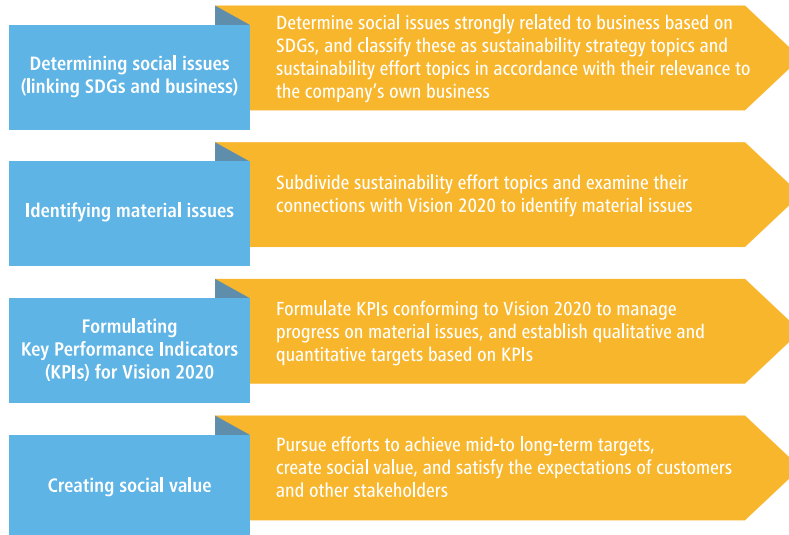 Determining social issues
(linking SDGs and business)
Determine social issues strongly related to business based on
SDGs, and classify these as sustainability strategy topics and
sustainability effort topics in accordance with their relevance to
the company's own business
Identifying material issues
Subdivide sustainability effort topics and examine their
connections with Vision 2020 to identify material issues
Formulating
Key Performance Indicators
(KPIs) for Vision 2020
Formulate KPIs conforming to Vision 2020 to manage
progress on material issues, and establish qualitative and
quantitative targets based on KPIs
Creating social value
Pursue efforts to achieve mid-to long-term targets,
create social value, and satisfy the expectations of customers
and other stakeholders